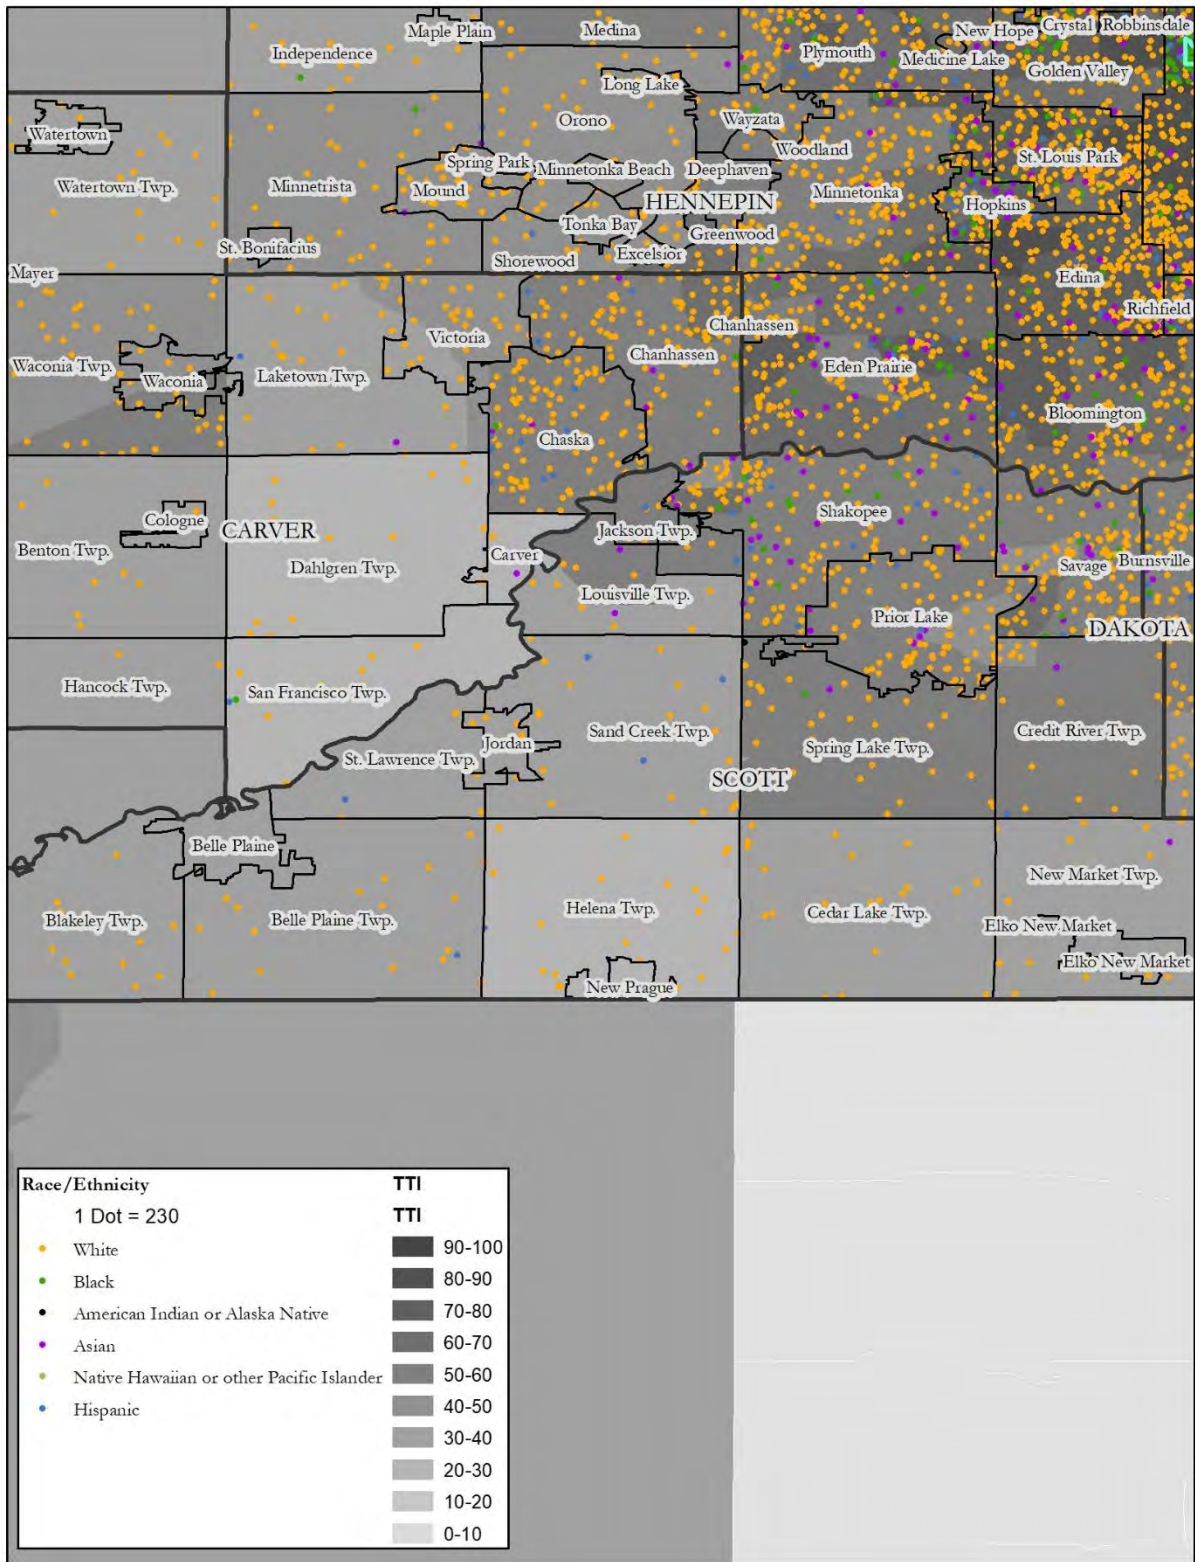 Maple Plain
Medina
New Hope
Crystal
Robbinsdale
Independence
Plymouth
Medicine Lake
Golden Valley
Long Lake
Watertown
Orono
Wayzata
Woodland
St. Louis Park
Watertown Twp.
Minnetrista
Spring Park
Mound
Minnetonka Beach
Deephaven
Minnetonka
HENNEPIN
Hopkins
Tonka Bay
Greenwood
St. Bonifacius
Excelsior
Shorewood
Mayer
Edina
Richfield
Victoria
Chanhassen
Chanhassen
Waconia Twp.
Waconia
Laketown Twp.
Eden Prairie
Bloomington
Chaska
Cologne
CARVER
Shakopee
Jackson Twp.
Benton Twp.
Dahlgren Twp.
Carver
Savage
Burnsville
Louisville Twp.
Prior Lake
DAKOTA
Hancock Twp.
San Francisco Twp.
Jordan
Sand Creek Twp.
Spring Lake Twp.
Credit River Twp.
St. Lawrence Twp.
SCOTT
Belle Plaine
New Market Twp.
Blakeley Twp.
Belle Plaine Twp.
Helena Twp.
Cedar Lake Twp.
Elko New Market
Elko New Market
New Prague
Race/Ethnicity
1 Dot = 230
White
Black
American Indian or Alaska Native
Asian
Native Hawaiian or other Pacific Islander
Hispanic
TTI
TTI
90-100
80-90
70-80
60-70
50-60
40-50
30-40
20-30
10-20
0-10